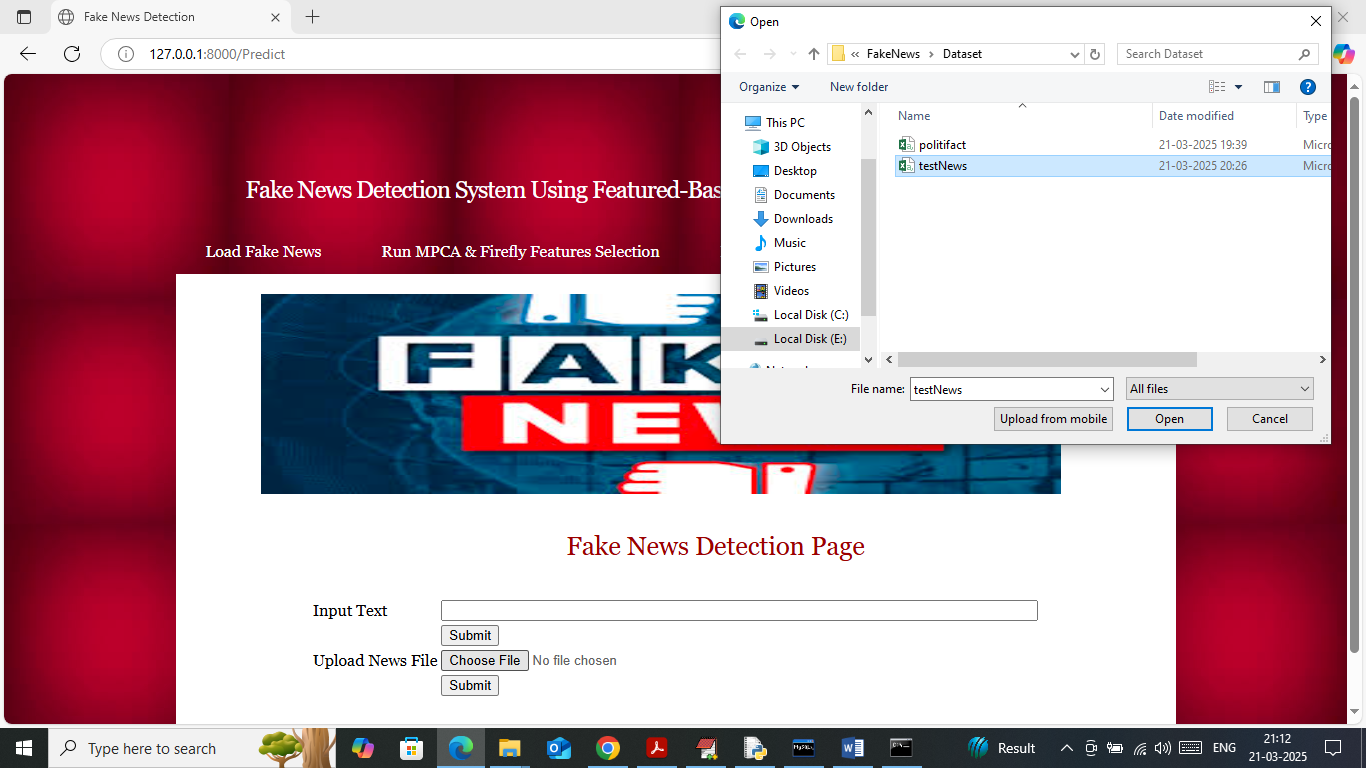 Fake News Detection
127.0.0.1:8000/Predict
Fake News Detection System Using Featured-Bas
Load Fake News
Run MPCA & Firefly Features Selection
FAK
NEW
Open
« FakeNews › Dataset
Search Dataset
Organize
New folder
This PC
3D Objects
Desktop
Documents
Downloads
Music
Pictures
Videos
Local Disk (C:)
Local Disk (E:)
Name Date modified Type
politifact 21-03-2025 19:39 Micro
testNews 21-03-2025 20:26 Micro
File name: testNews All files
Upload from mobile Open Cancel
Fake News Detection Page
Input Text
Submit
Upload News File Choose File No file chosen
Submit
Type here to search
Result
ENG
21:12
21-03-2025